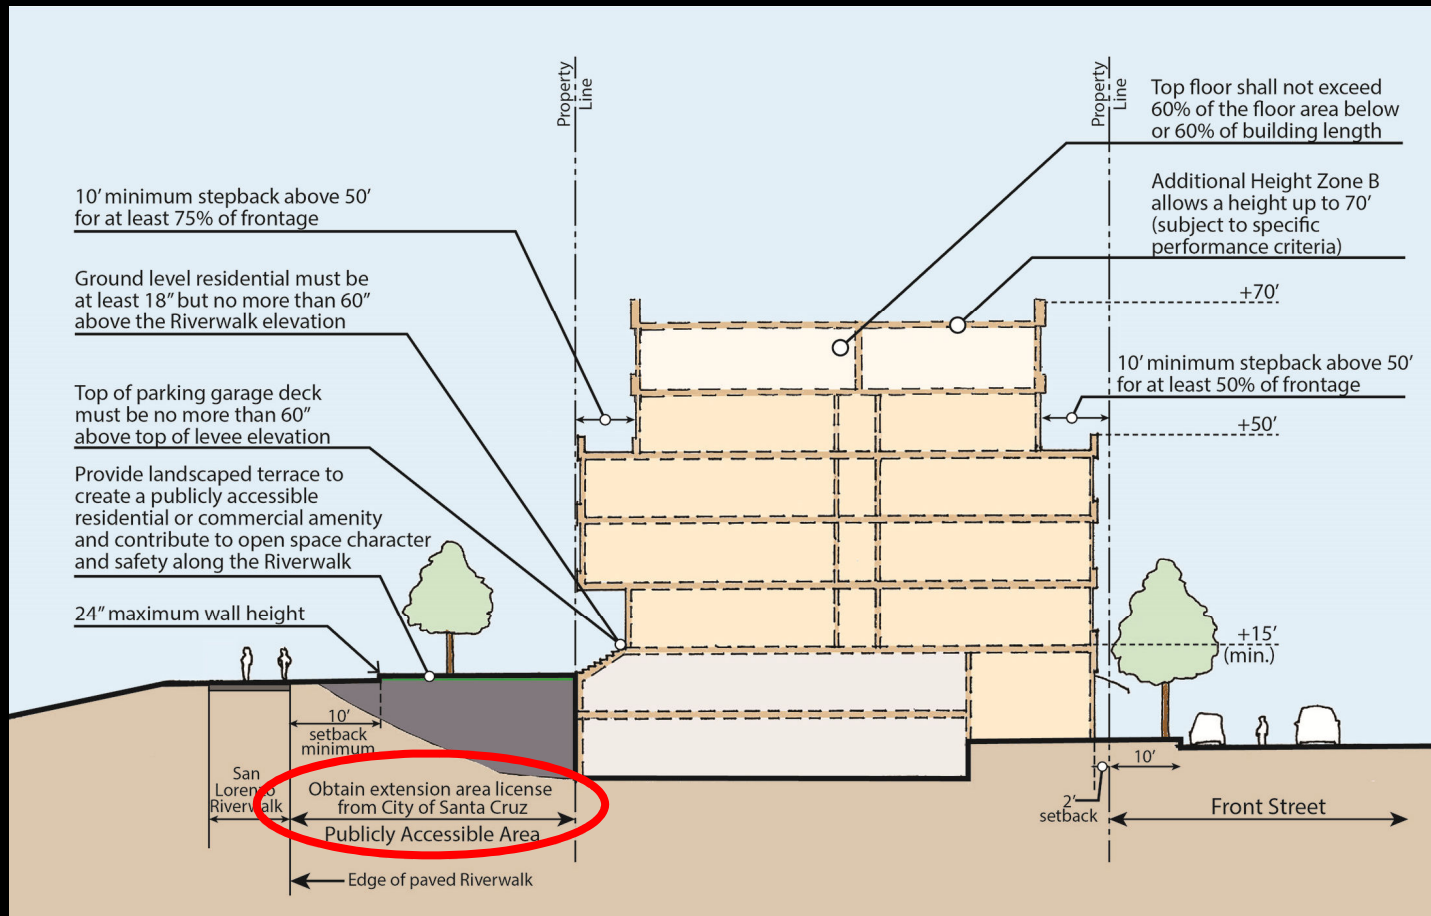 Property
Line
Property
Line
Top floor shall not exceed
60% of the floor area below
or 60% of building length
Additional Height Zone B
allows a height up to 70’
(subject to specific
performance criteria)
+70’
10’ minimum stepback above 50’
for at least 50% of frontage
+50’
+15’
(min.)
10’ minimum stepback above 50’
for at least 75% of frontage
Ground level residential must be
at least 18” but no more than 60”
above the Riverwalk elevation
Top of parking garage deck
must be no more than 60”
above top of levee elevation
Provide landscaped terrace to
create a publicly accessible
residential or commercial amenity
and contribute to open space character
and safety along the Riverwalk
24” maximum wall height
10’
setback
minimum
San
Lorenzo
Riverwalk
Obtain extension area license
from City of Santa Cruz
Publicly Accessible Area
Edge of paved Riverwalk
10’
2’
setback
Front Street